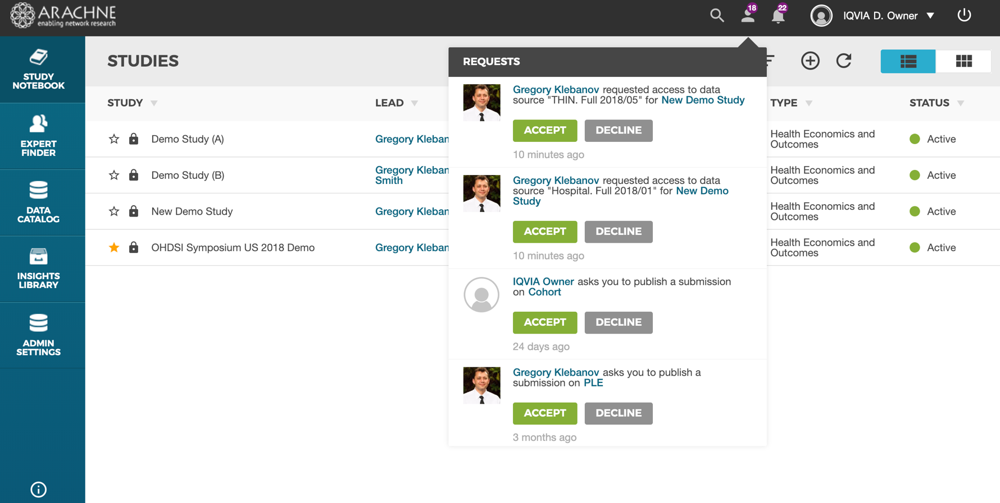 ARACHNE
enabling network research
18
22
IQVIA D. Owner
STUDY
NOTEBOOK
EXPERT
FINDER
DATA
CATALOG
INSIGHTS
LIBRARY
ADMIN
SETTINGS
STUDIES
STUDY
LEAD
TYPE
STATUS
Demo Study (A)
Gregory Kleban
Health Economics and
Outcomes
Active
Demo Study (B)
Gregory Kleban
Smith
Health Economics and
Outcomes
Active
New Demo Study
Gregory Kleban
Health Economics and
Outcomes
Active
OHDSI Symposium US 2018 Demo
Gregory Kleban
Health Economics and
Outcomes
Active
REQUESTS
Gregory Klebanov requested access to data
source "THIN. Full 2018/05" for New Demo Study
ACCEPT DECLINE
10 minutes ago
Gregory Klebanov requested access to data
source "Hospital. Full 2018/01" for New Demo
Study
ACCEPT DECLINE
10 minutes ago
IQVIA Owner asks you to publish a submission
on Cohort
ACCEPT DECLINE
24 days ago
Gregory Klebanov asks you to publish a
submission on PLE
ACCEPT DECLINE
3 months ago